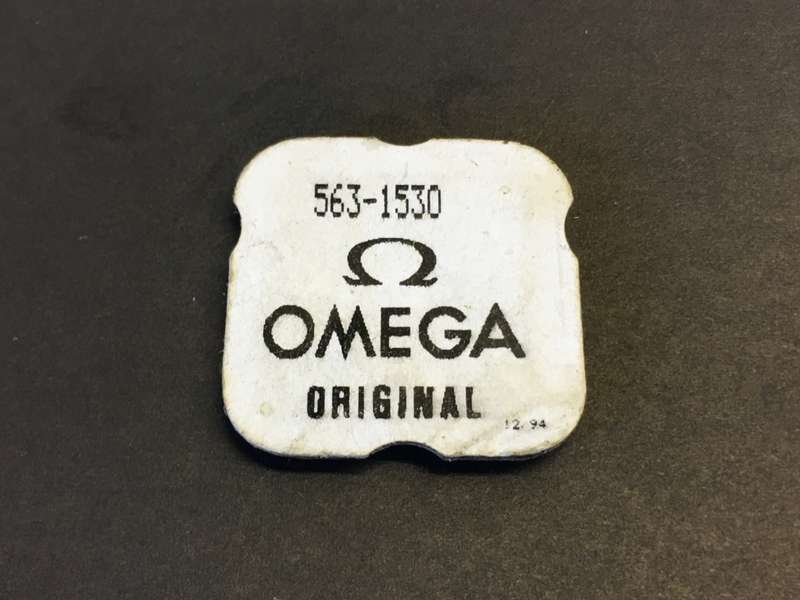 563-1530
Ω
OMEGA
ORIGINAL
12.94